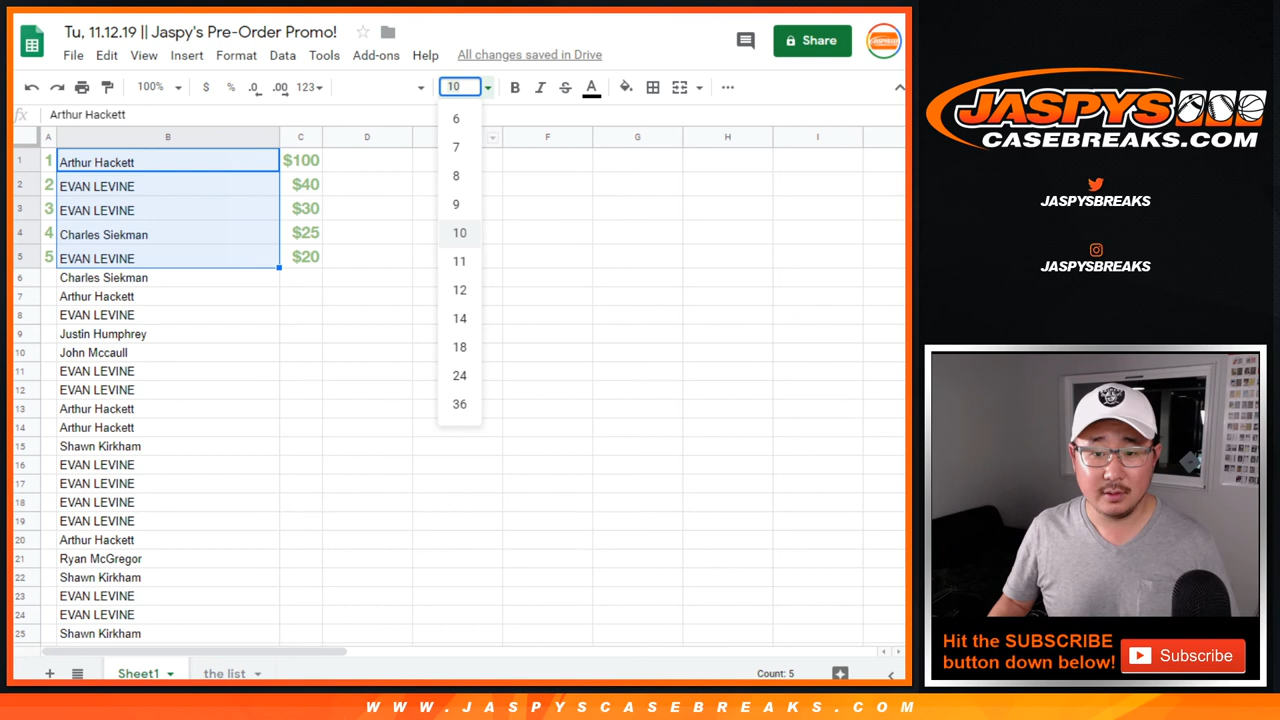 Tu, 11.12.19 || Jaspy's Pre-Order Promo!
File Edit View Insert Format Data Tools Add-ons Help All changes saved in Drive
Share
100% $ % .0 .00 123 10 B I S A
fx Arthur Hackett
A B C D F G H I
1 1 Arthur Hackett $100
2 2 EVAN LEVINE $40
3 3 EVAN LEVINE $30
4 4 Charles Siekman $25
5 5 EVAN LEVINE $20
6 Charles Siekman
7 Arthur Hackett
8 EVAN LEVINE
9 Justin Humphrey
10 John Mccaull
11 EVAN LEVINE
12 EVAN LEVINE
13 Arthur Hackett
14 Arthur Hackett
15 Shawn Kirkham
16 EVAN LEVINE
17 EVAN LEVINE
18 EVAN LEVINE
19 EVAN LEVINE
20 Arthur Hackett
21 Ryan McGregor
22 Shawn Kirkham
23 EVAN LEVINE
24 EVAN LEVINE
25 Shawn Kirkham
6
7
8
9
10
11
12
14
18
24
36
Sheet1 the list Count: 5
JASPYS
CASEBREAKS.COM
JASPYSBREAKS
JASPYSBREAKS
Hit the SUBSCRIBE
button down below!
Subscribe
WWW.JASPYSCASEBREAKS.COM